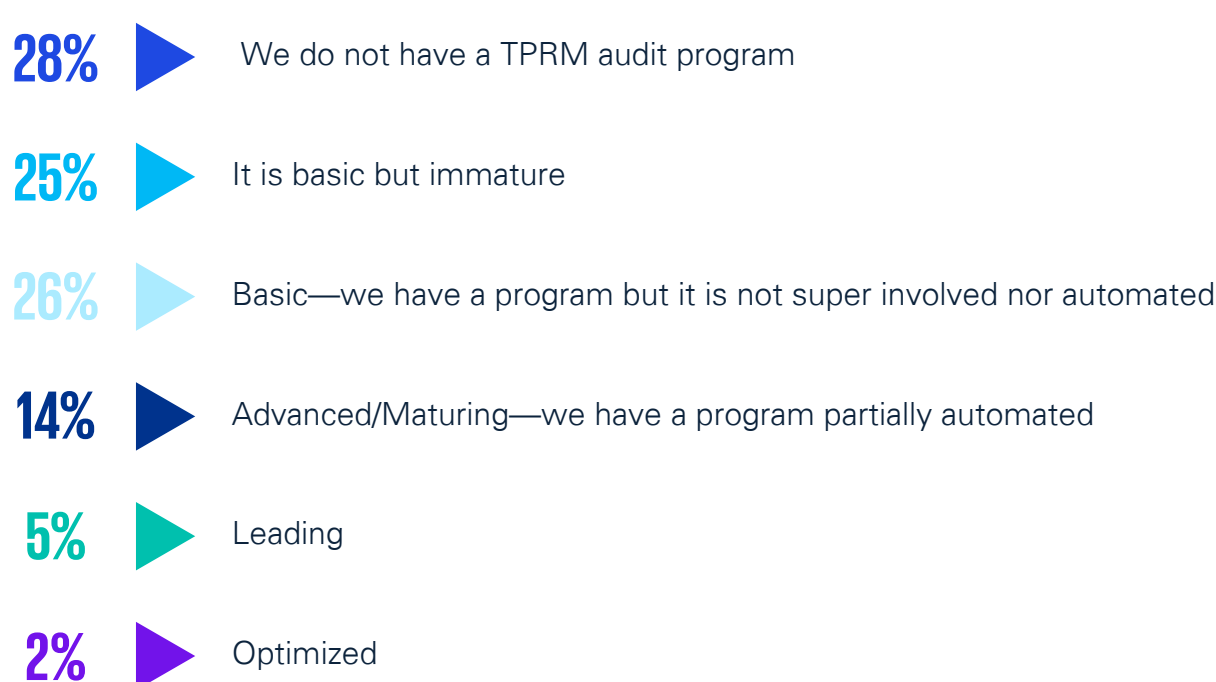 28% We do not have a TPRM audit program
25% It is basic but immature
26% Basic—we have a program but it is not super involved nor automated
14% Advanced/Maturing—we have a program partially automated
5% Leading
2% Optimized